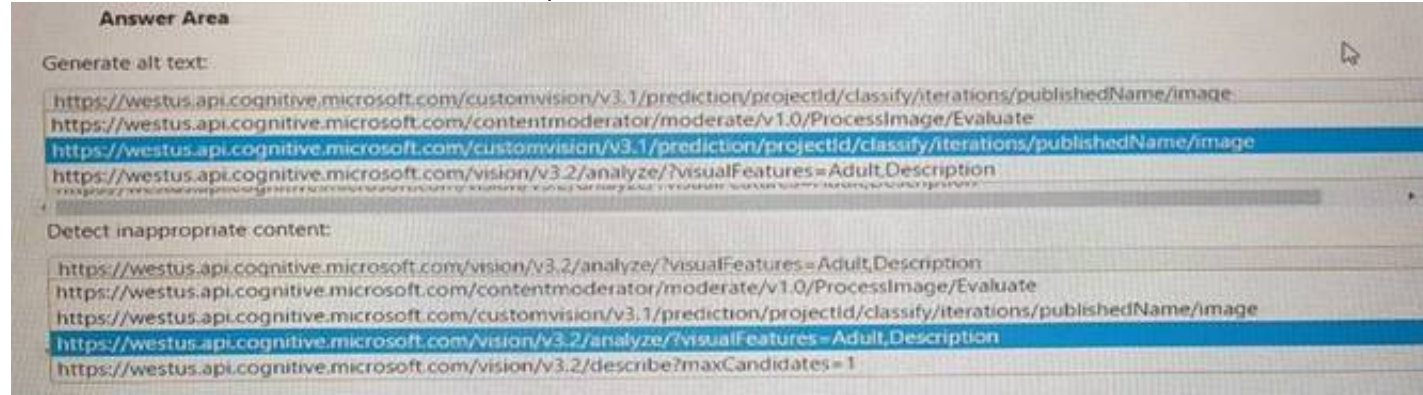 Answer Area
Generate alt text:
https://westus.api.cognitive.microsoft.com/customvision/v3.1/prediction/projectId/classify/iterations/publishedName/image
https://westus.api.cognitive.microsoft.com/contentmoderator/moderate/v1.0/ProcessImage/Evaluate
https://westus.api.cognitive.microsoft.com/customvision/v3.1/prediction/projectId/classify/iterations/publishedName/image
https://westus.api.cognitive.microsoft.com/vision/v3.2/analyze/?visualFeatures=Adult,Description
Detect inappropriate content:
https://westus.api.cognitive.microsoft.com/vision/v3.2/analyze/?visualFeatures=Adult,Description
https://westus.api.cognitive.microsoft.com/contentmoderator/moderate/v1.0/ProcessImage/Evaluate
https://westus.api.cognitive.microsoft.com/customvision/v3.1/prediction/projectId/classify/iterations/publishedName/image
https://westus.api.cognitive.microsoft.com/vision/v3.2/analyze/?visualFeatures=Adult,Description
https://westus.api.cognitive.microsoft.com/vision/v3.2/describe?maxCandidates=1